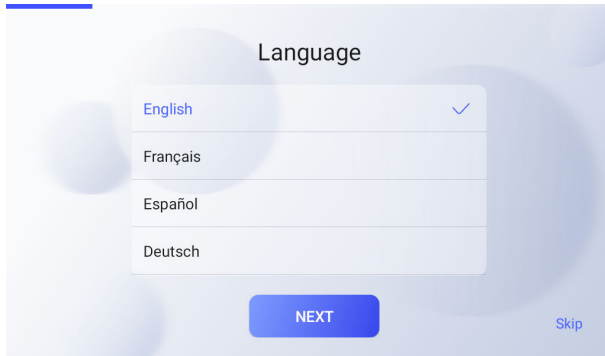 Language
English
Français
Español
Deutsch
NEXT
Skip